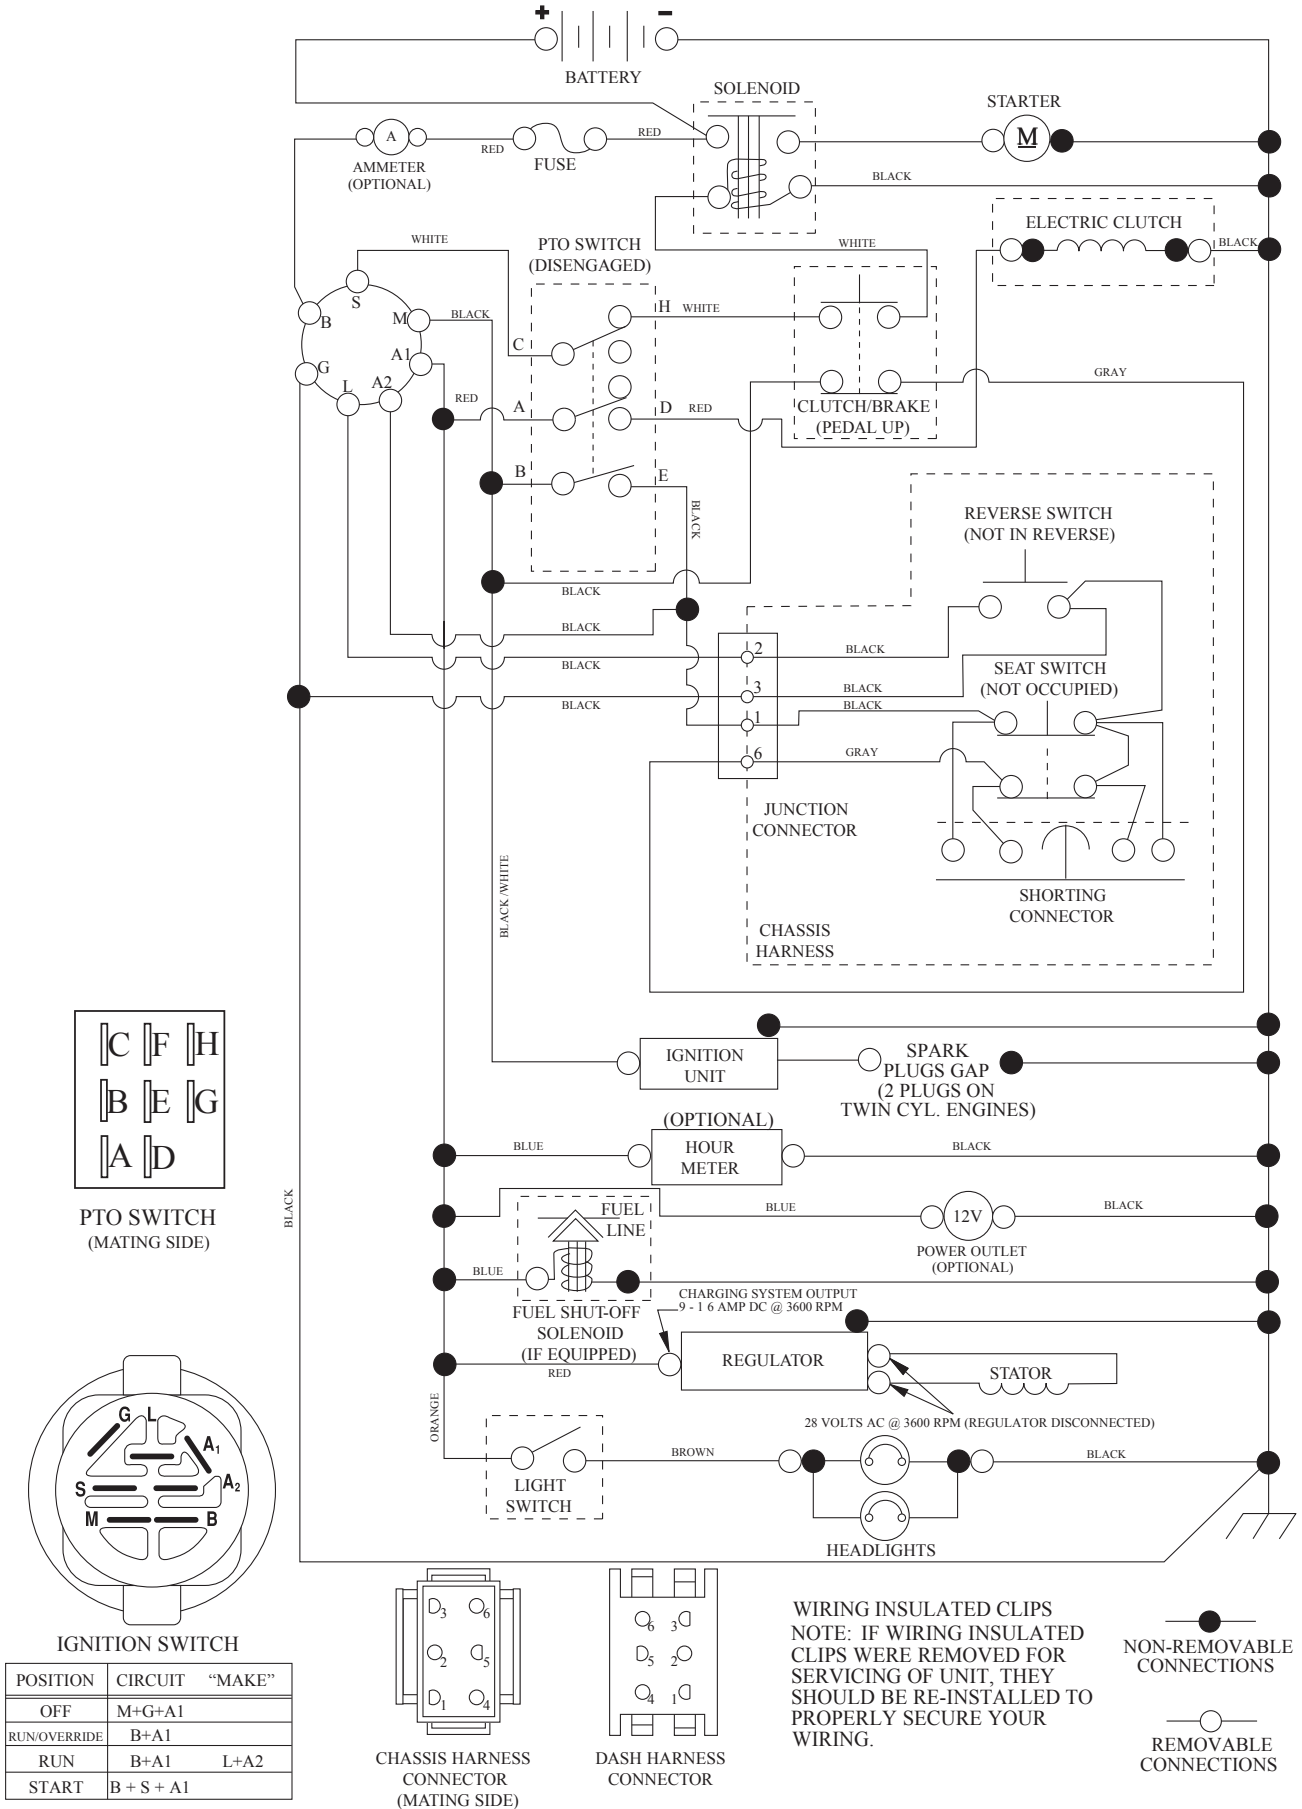 + −
BATTERY
SOLENOID
STARTER
A
M
RED
FUSE
RED
AMMETER
(OPTIONAL)
BLACK
ELECTRIC CLUTCH
BLACK
WHITE
PTO SWITCH
(DISENGAGED)
WHITE
S
B
M
BLACK
G
A1
L
A2
H
WHITE
C
RED
A
D
RED
B
E
BLACK
CLUTCH/BRAKE
(PEDAL UP)
GRAY
REVERSE SWITCH
(NOT IN REVERSE)
BLACK
BLACK
BLACK
2
BLACK
3
BLACK
BLACK
BLACK
1
6
GRAY
SEAT SWITCH
(NOT OCCUPIED)
JUNCTION
CONNECTOR
BLACK /WHITE
SHORTING
CONNECTOR
CHASSIS
HARNESS
C F H
B E G
A D
PTO SWITCH
(MATING SIDE)
IGNITION
UNIT
SPARK
PLUGS GAP
(2 PLUGS ON
TWIN CYL. ENGINES)
(OPTIONAL)
BLUE
HOUR
METER
BLACK
BLACK
FUEL
LINE
BLUE
12V
BLACK
POWER OUTLET
(OPTIONAL)
BLUE
FUEL SHUT-OFF
SOLENOID
(IF EQUIPPED)
CHARGING SYSTEM OUTPUT
9 - 1 6 AMP DC @ 3600 RPM
RED
REGULATOR
STATOR
28 VOLTS AC @ 3600 RPM (REGULATOR DISCONNECTED)
ORANGE
LIGHT
SWITCH
BROWN
BLACK
HEADLIGHTS
G L
A1
S
A2
M
B
IGNITION SWITCH
POSITION CIRCUIT "MAKE"
OFF M+G+A1
RUN/OVERRIDE B+A1
RUN B+A1 L+A2
START B + S + A1
3 6
2 5
1 4
CHASSIS HARNESS
CONNECTOR
(MATING SIDE)
6 3
5 2
4 1
DASH HARNESS
CONNECTOR
WIRING INSULATED CLIPS
NOTE: IF WIRING INSULATED
CLIPS WERE REMOVED FOR
SERVICING OF UNIT, THEY
SHOULD BE RE-INSTALLED TO
PROPERLY SECURE YOUR
WIRING.
NON-REMOVABLE
CONNECTIONS
REMOVABLE
CONNECTIONS